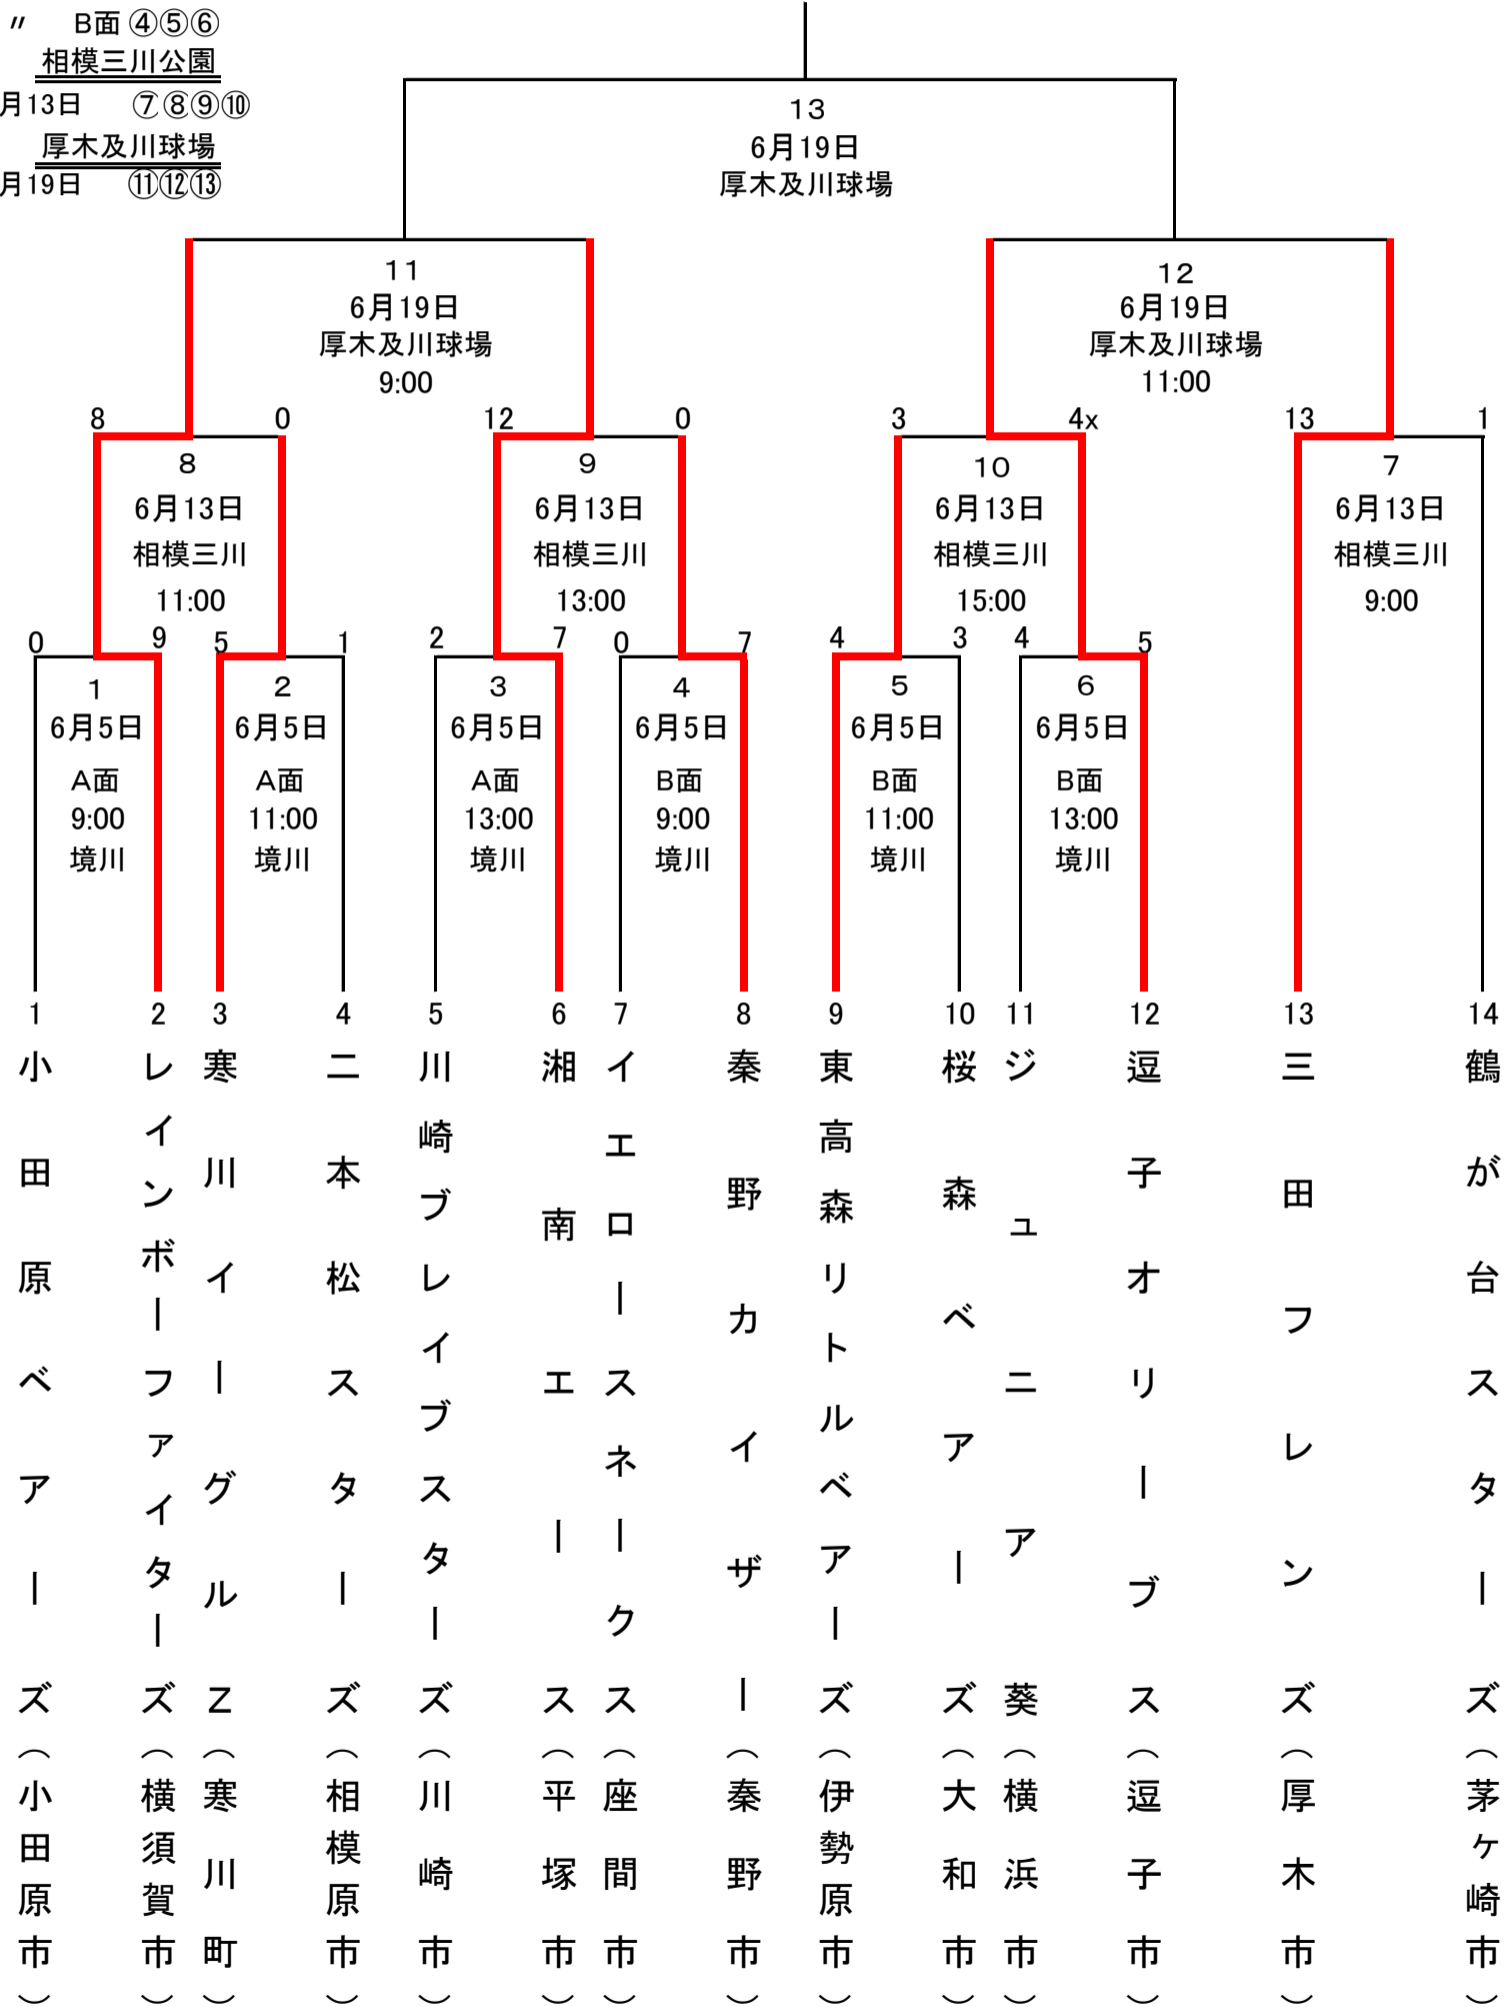 〃 B面 ④⑤⑥
相模三川公園
月13日 ⑦⑧⑨⑩
厚木及川球場
月19日 ⑪⑫⑬
13
6月19日
厚木及川球場
11
6月19日
厚木及川球場
9:00
12
6月19日
厚木及川球場
11:00
8 0 12 0 3 4x 13 1
8
6月13日
相模三川
11:00
9
6月13日
相模三川
13:00
10
6月13日
相模三川
15:00
7
6月13日
相模三川
9:00
0 9 5 1 2 7 0 7 4 3 4 5
1
6月5日
A面
9:00
境川
2
6月5日
A面
11:00
境川
3
6月5日
A面
13:00
境川
4
6月5日
B面
9:00
境川
5
6月5日
B面
11:00
境川
6
6月5日
B面
13:00
境川
1
小田原ベアーズ（小田原市）
2
レインボーファイターズ（横須賀市）
3
寒川イーグルZ（寒川町）
4
二本松スターズ（相模原市）
5
川崎ブレイブスターズ（川崎市）
6
湘南エース（平塚市）
7
イエロースネークス（座間市）
8
秦野カイザー（秦野市）
9
東高森リトルベアーズ（伊勢原市）
10
桜森ベアーズ（大和市）
11
ジュニア葵（横浜市）
12
逗子オリーブス（逗子市）
13
三田フレンズ（厚木市）
14
鶴が台スターズ（茅ヶ崎市）